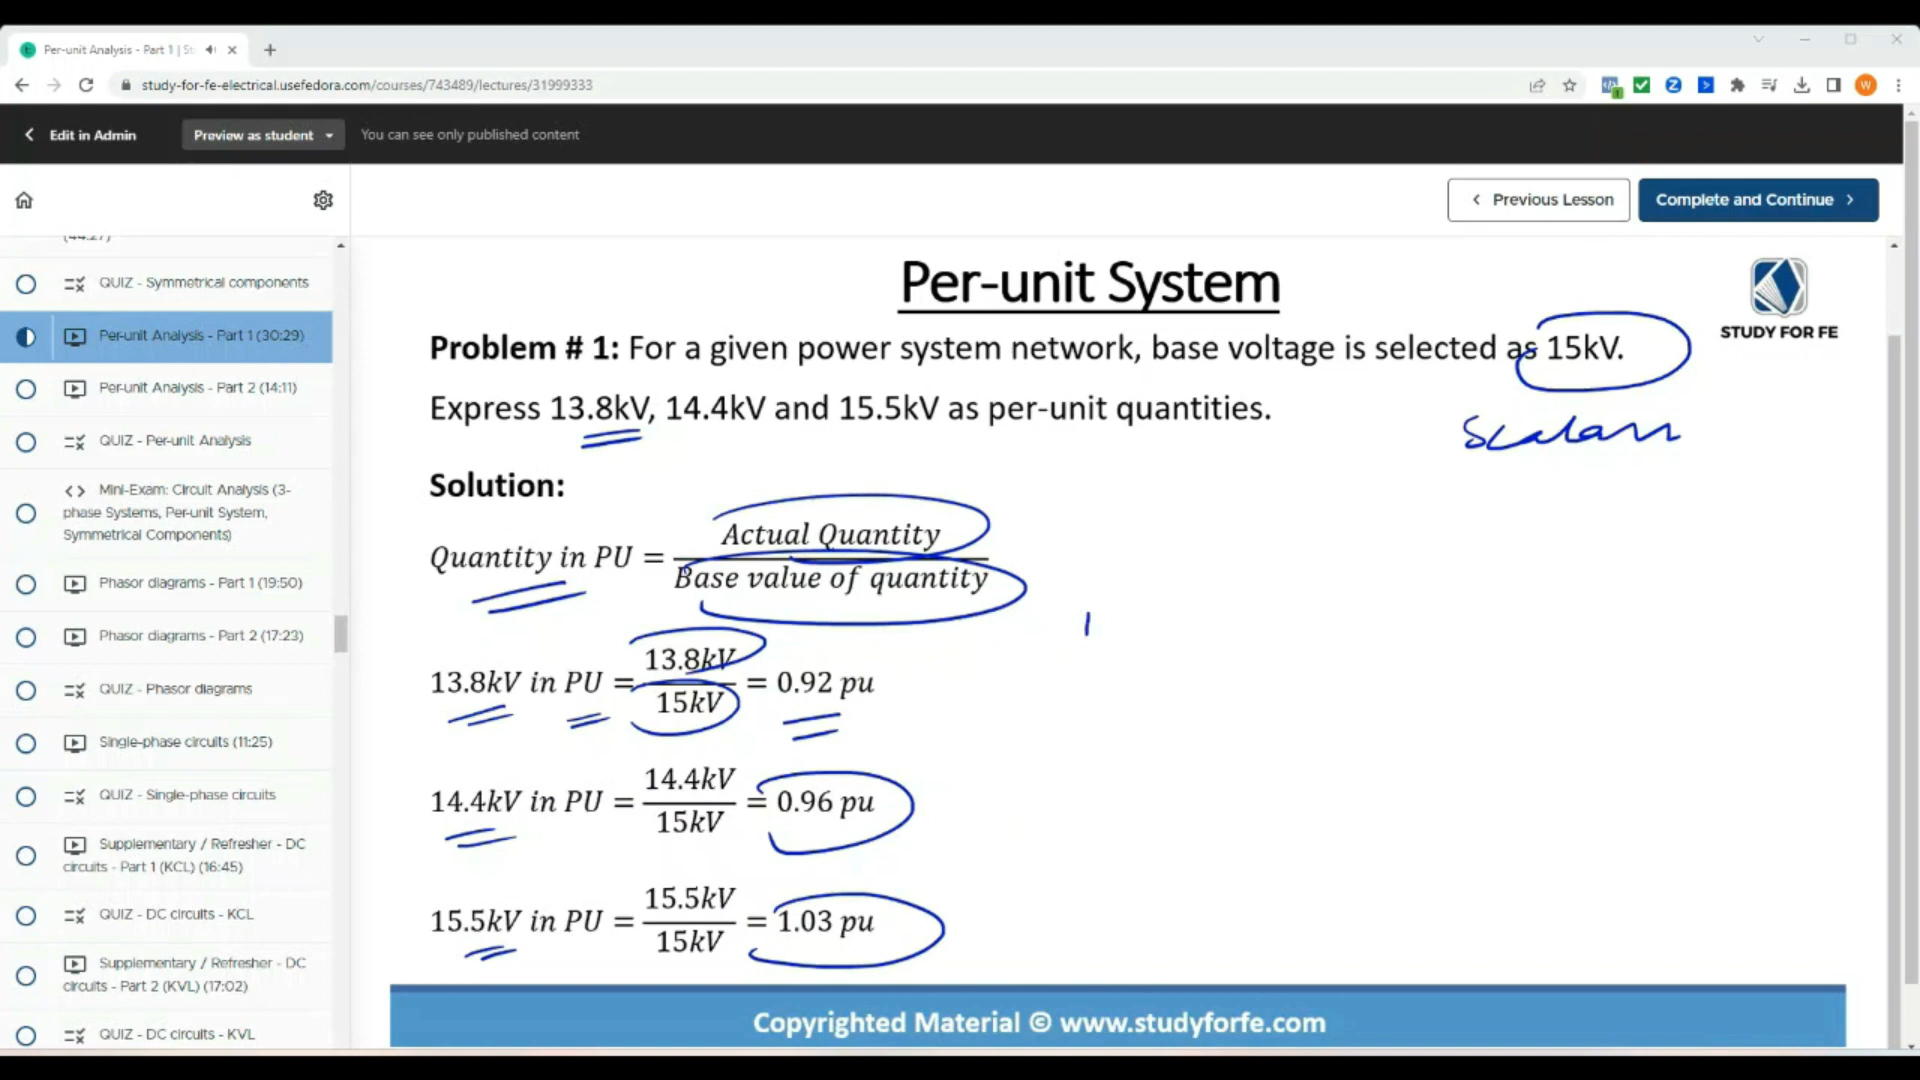 Per-unit Analysis - Part 1 | St
study-for-fe-electrical.usefedora.com/courses/743489/lectures/31999333
W
Edit in Admin
Preview as student
You can see only published content
Previous Lesson
Complete and Continue
(44:27)
QUIZ - Symmetrical components
Per-unit Analysis - Part 1 (30:29)
Per-unit Analysis - Part 2 (14:11)
QUIZ - Per-unit Analysis
Mini-Exam: Circuit Analysis (3-
phase Systems, Per-unit System,
Symmetrical Components)
Phasor diagrams - Part 1 (19:50)
Phasor diagrams - Part 2 (17:23)
QUIZ - Phasor diagrams
Single-phase circuits (11:25)
QUIZ - Single-phase circuits
Supplementary / Refresher - DC
circuits - Part 1 (KCL) (16:45)
QUIZ - DC circuits - KCL
Supplementary / Refresher - DC
circuits - Part 2 (KVL) (17:02)
QUIZ - DC circuits - KVL
Per-unit System
STUDY FOR FE
Problem # 1: For a given power system network, base voltage is selected as 15kV.
Express 13.8kV, 14.4kV and 15.5kV as per-unit quantities.
Solution:
Quantity in PU = Actual Quantity / Base value of quantity
13.8kV in PU = 13.8kV / 15kV = 0.92 pu
14.4kV in PU = 14.4kV / 15kV = 0.96 pu
15.5kV in PU = 15.5kV / 15kV = 1.03 pu
Copyrighted Material © www.studyforfe.com